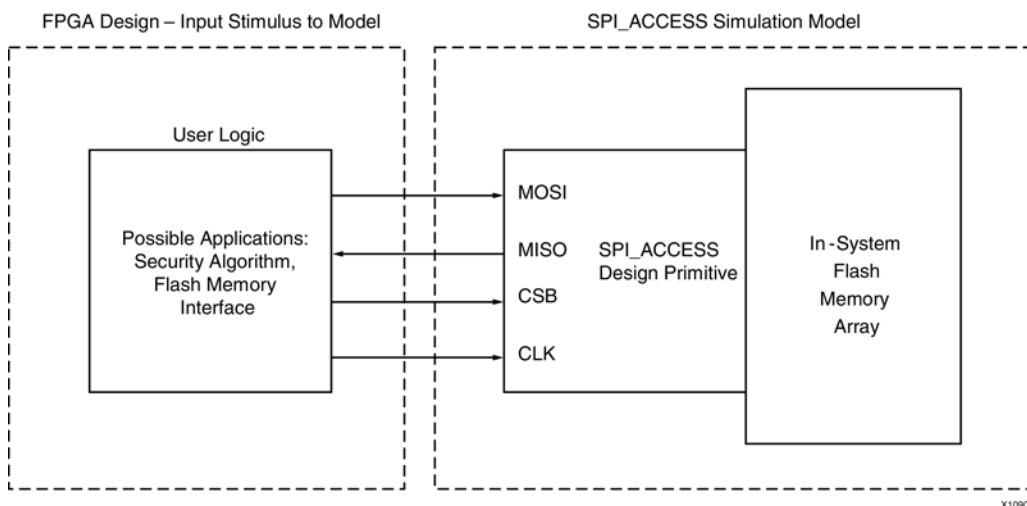 FPGA Design – Input Stimulus to Model
SPI_ACCESS Simulation Model
User Logic
Possible Applications:
Security Algorithm,
Flash Memory
Interface
MOSI
MISO
CSB
CLK
SPI_ACCESS
Design Primitive
In-System
Flash
Memory
Array